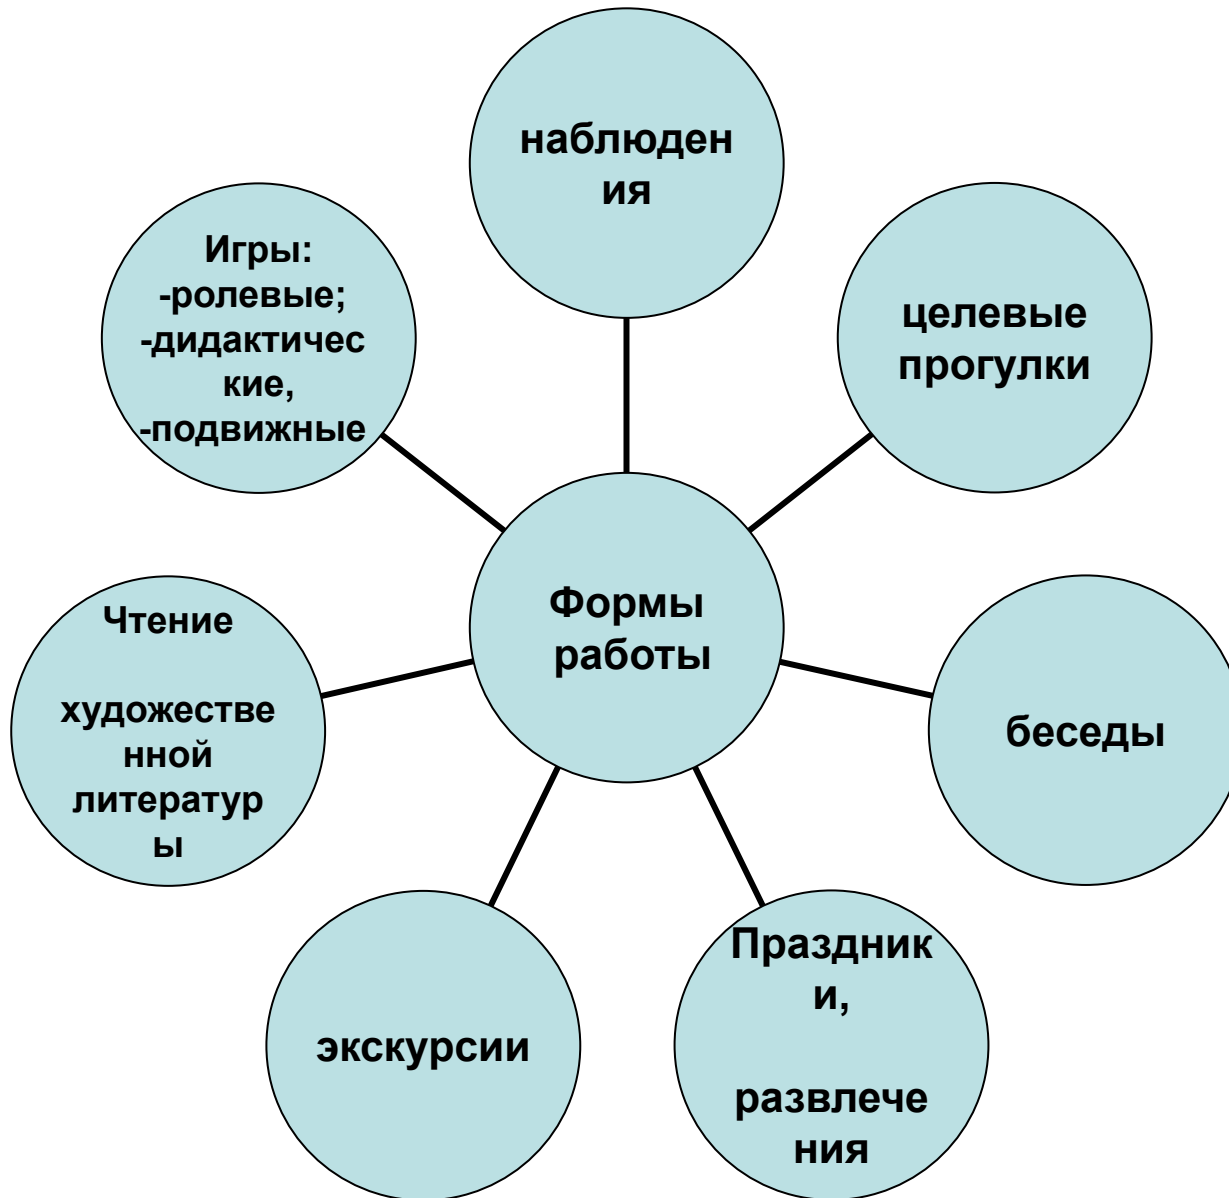 наблюден
ия
целевые
прогулки
беседы
Праздник
и,
развлече
ния
экскурсии
Чтение
художестве
нной
литератур
ы
Игры:
-ролевые;
-дидактичес
кие,
-подвижные
Формы
работы